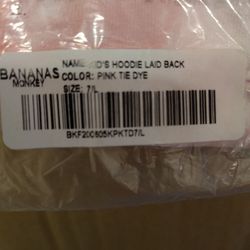 BANANAS
MONKEY
NAME: KID'S HOODIE LAID BACK
COLOR: PINK TIE DYE
SIZE: 7/L
BKF200605KPKTD7/L